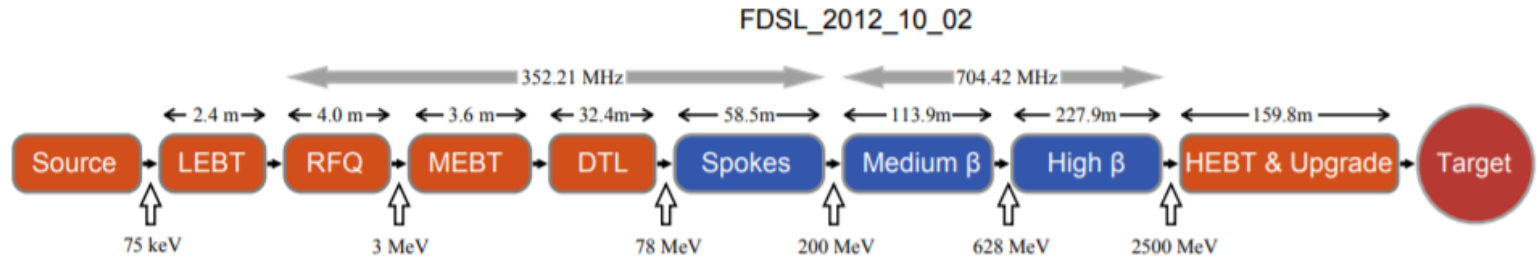 FDSL_2012_10_02
352.21 MHz 704.42 MHz
2.4 m 4.0 m 3.6 m 32.4m 58.5m 113.9m 227.9m 159.8m
Source LEBT RFQ MEBT DTL Spokes Medium β High β HEBT & Upgrade Target
75 keV 3 MeV 78 MeV 200 MeV 628 MeV 2500 MeV